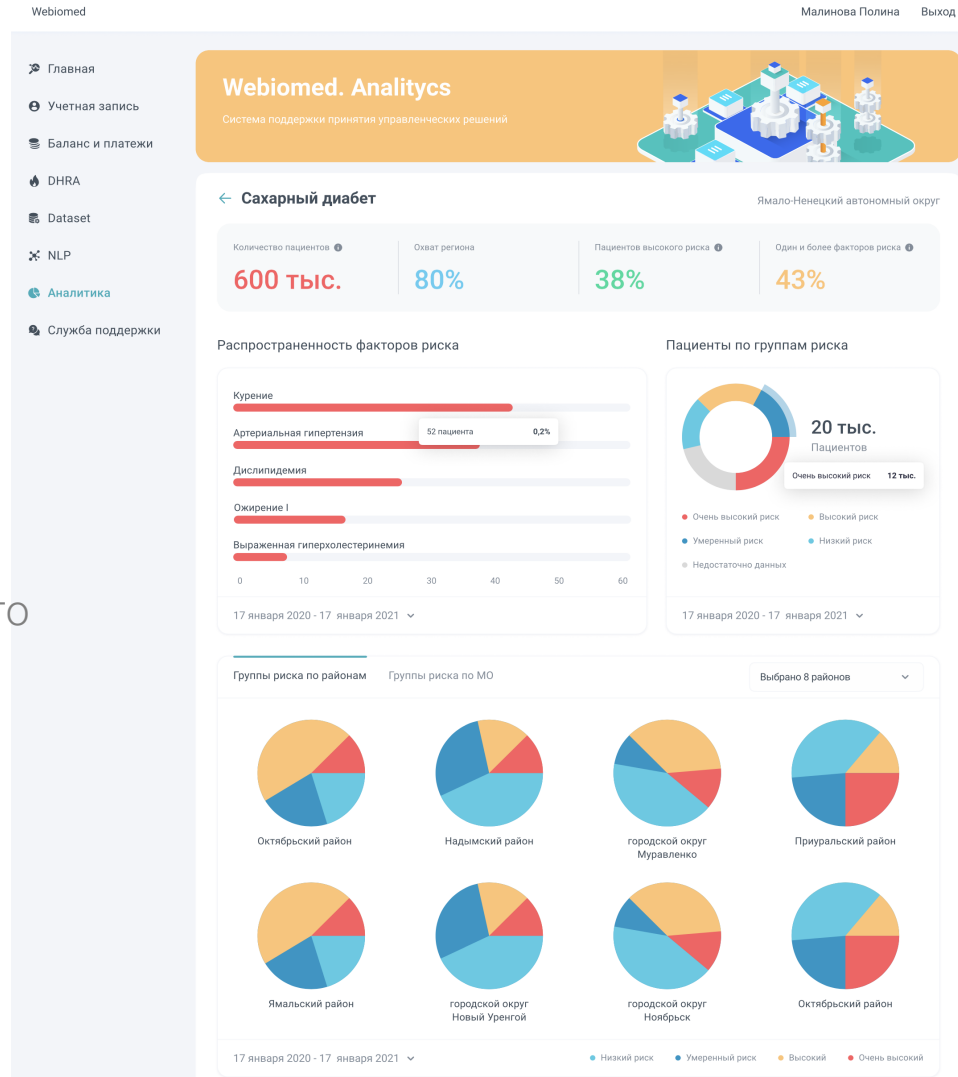 Webiomed
Малинова Полина
Выход
Главная
Учетная запись
Баланс и платежи
DHRA
Dataset
NLP
Аналитика
Служба поддержки
то
Webiomed. Analitycs
Система поддержки принятия управленческих решений
Сахарный диабет
Ямало-Ненецкий автономный округ
Количество пациентов
600 тыс.
Охват региона
80%
Пациентов высокого риска
38%
Один и более факторов риска
43%
Распространенность факторов риска
Курение
Артериальная гипертензия
52 пациента 0,2%
Дислипидемия
Ожирение I
Выраженная гиперхолестеринемия
0 10 20 30 40 50 60
17 января 2020 - 17 января 2021
Пациенты по группам риска
20 тыс.
Пациентов
Очень высокий риск 12 тыс.
Очень высокий риск
Высокий риск
Умеренный риск
Низкий риск
Недостаточно данных
17 января 2020 - 17 января 2021
Группы риска по районам
Группы риска по МО
Выбрано 8 районов
Октябрьский район
Надымский район
городской округ
Муравленко
Приуральский район
Ямальский район
городской округ
Новый Уренгой
городской округ
Ноябрьск
Октябрьский район
17 января 2020 - 17 января 2021
Низкий риск
Умеренный риск
Высокий
Очень высокий